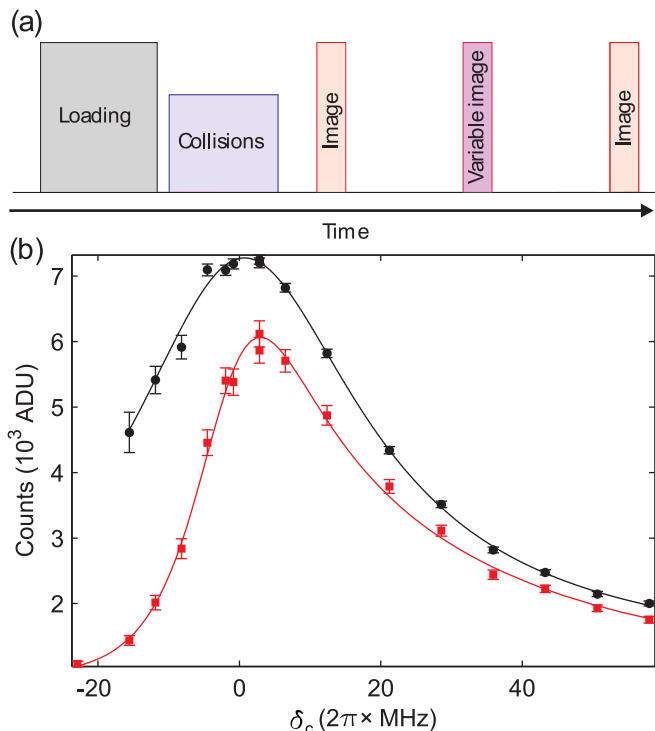 (a)
Loading
Collisions
Image
Variable image
Image
Time
(b)
Counts (10³ ADU)
7
6
5
4
3
2
-20
0
20
40
δ_c (2π× MHz)